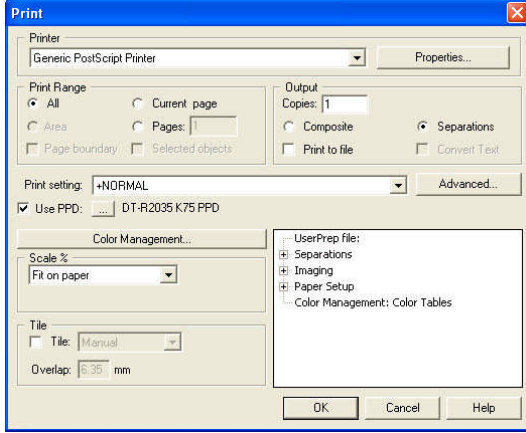 Print
Printer
Generic PostScript Printer
Properties...
Print Range
All
Current page
Area
Pages: 1
Page boundary
Selected objects
Output
Copies: 1
Composite
Separations
Print to file
Convert Text
Print setting: +NORMAL
Advanced...
Use PPD: ... DT-R2035 K75 PPD
Color Management...
Scale %
Fit on paper
Tile
Tile: Manual
Overlap: 6.35 mm
UserPrep file:
Separations
Imaging
Paper Setup
Color Management: Color Tables
OK
Cancel
Help